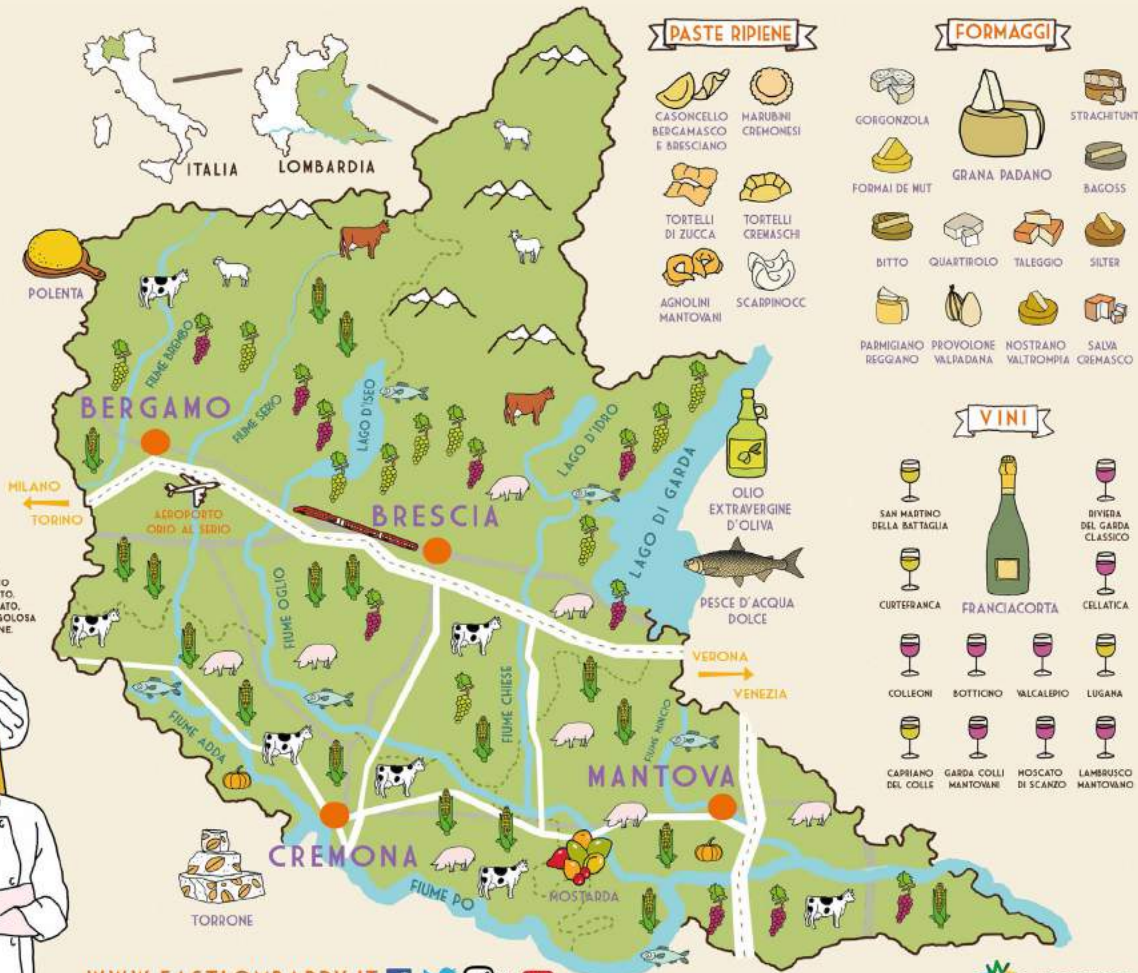 ITALIA
LOMBARDIA
PASTE RIPIENE
CASONCELLO
BERGAMASCO
E BRESCIANO
MARUBINI
CREMONESI
TORTELLI
DI ZUCCA
TORTELLI
CREMASCHI
AGNOLINI
MANTOVANI
SCARPINOCC
FORMAGGI
GORGONZOLA
GRANA PADANO
STRACHITUNT
FORMAI DE MUT
BAGOSS
BITTO
QUARTIROLO
TALEGGIO
SILTER
PARMIGIANO
REGGIANO
PROVOLONE
VALPADANA
NOSTRANO
VALTROMPIA
SALVA
CREMASCO
VINI
SAN MARTINO
DELLA BATTAGLIA
RIVIERA
DEL GARDA
CLASSICO
CURTEFRANCA
FRANCIACORTA
CELLATICA
COLLEONI
BOTTICINO
VALCALEPIO
LUGANA
CAPRIANO
DEL COLLE
GARDA COLLI
MANTOVANI
MOSCATO
DI SCANZO
LAMBRUSCO
MANTOVANO
POLENTA
FIUME BREMBO
FIUME SERIO
LAGO D'ISEO
LAGO D'IDRO
LAGO DI GARDA
BERGAMO
MILANO
TORINO
AEROPORTO
ORIO AL SERIO
BRESCIA
OLIO
EXTRAVERGINE
D'OLIVA
PESCE D'ACQUA
DOLCE
FIUME OGLIO
FIUME CHIESE
FIUME MINCIO
VERONA
VENEZIA
FIUME ADDA
MANTOVA
CREMONA
MOSTARDA
FIUME PO
TORRONE
WWW.EASTLOMBARDY.IT